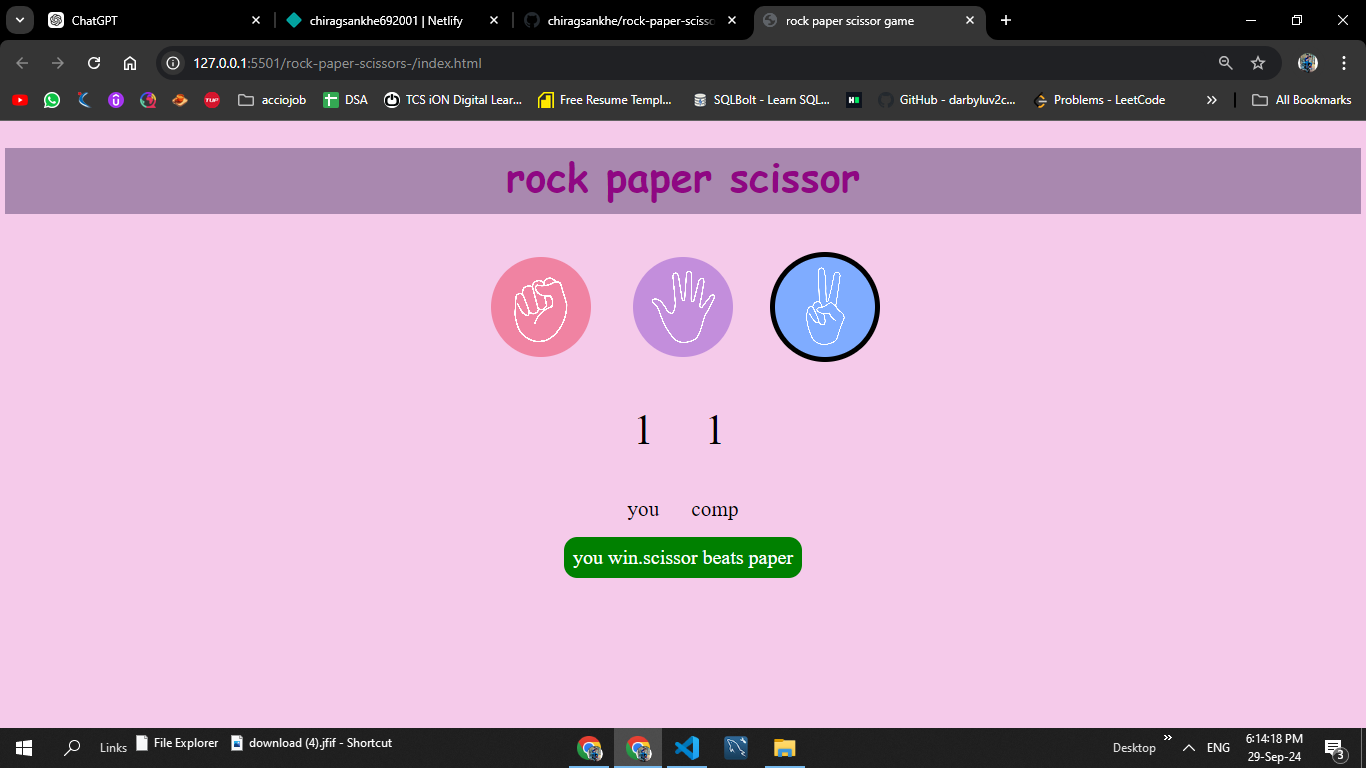 ChatGPT
chiragsankhe692001 | Netlify
chiragsankhe/rock-paper-scisso
rock paper scissor game
127.0.0.1:5501/rock-paper-scissors-/index.html
acciojob
DSA
TCS iON Digital Lear...
Free Resume Templ...
SQLBolt - Learn SQL...
GitHub - darbyluv2c...
Problems - LeetCode
All Bookmarks
rock paper scissor
1 1
you comp
you win.scissor beats paper
Links
File Explorer
download (4).jfif - Shortcut
Desktop
ENG
6:14:18 PM
29-Sep-24
3